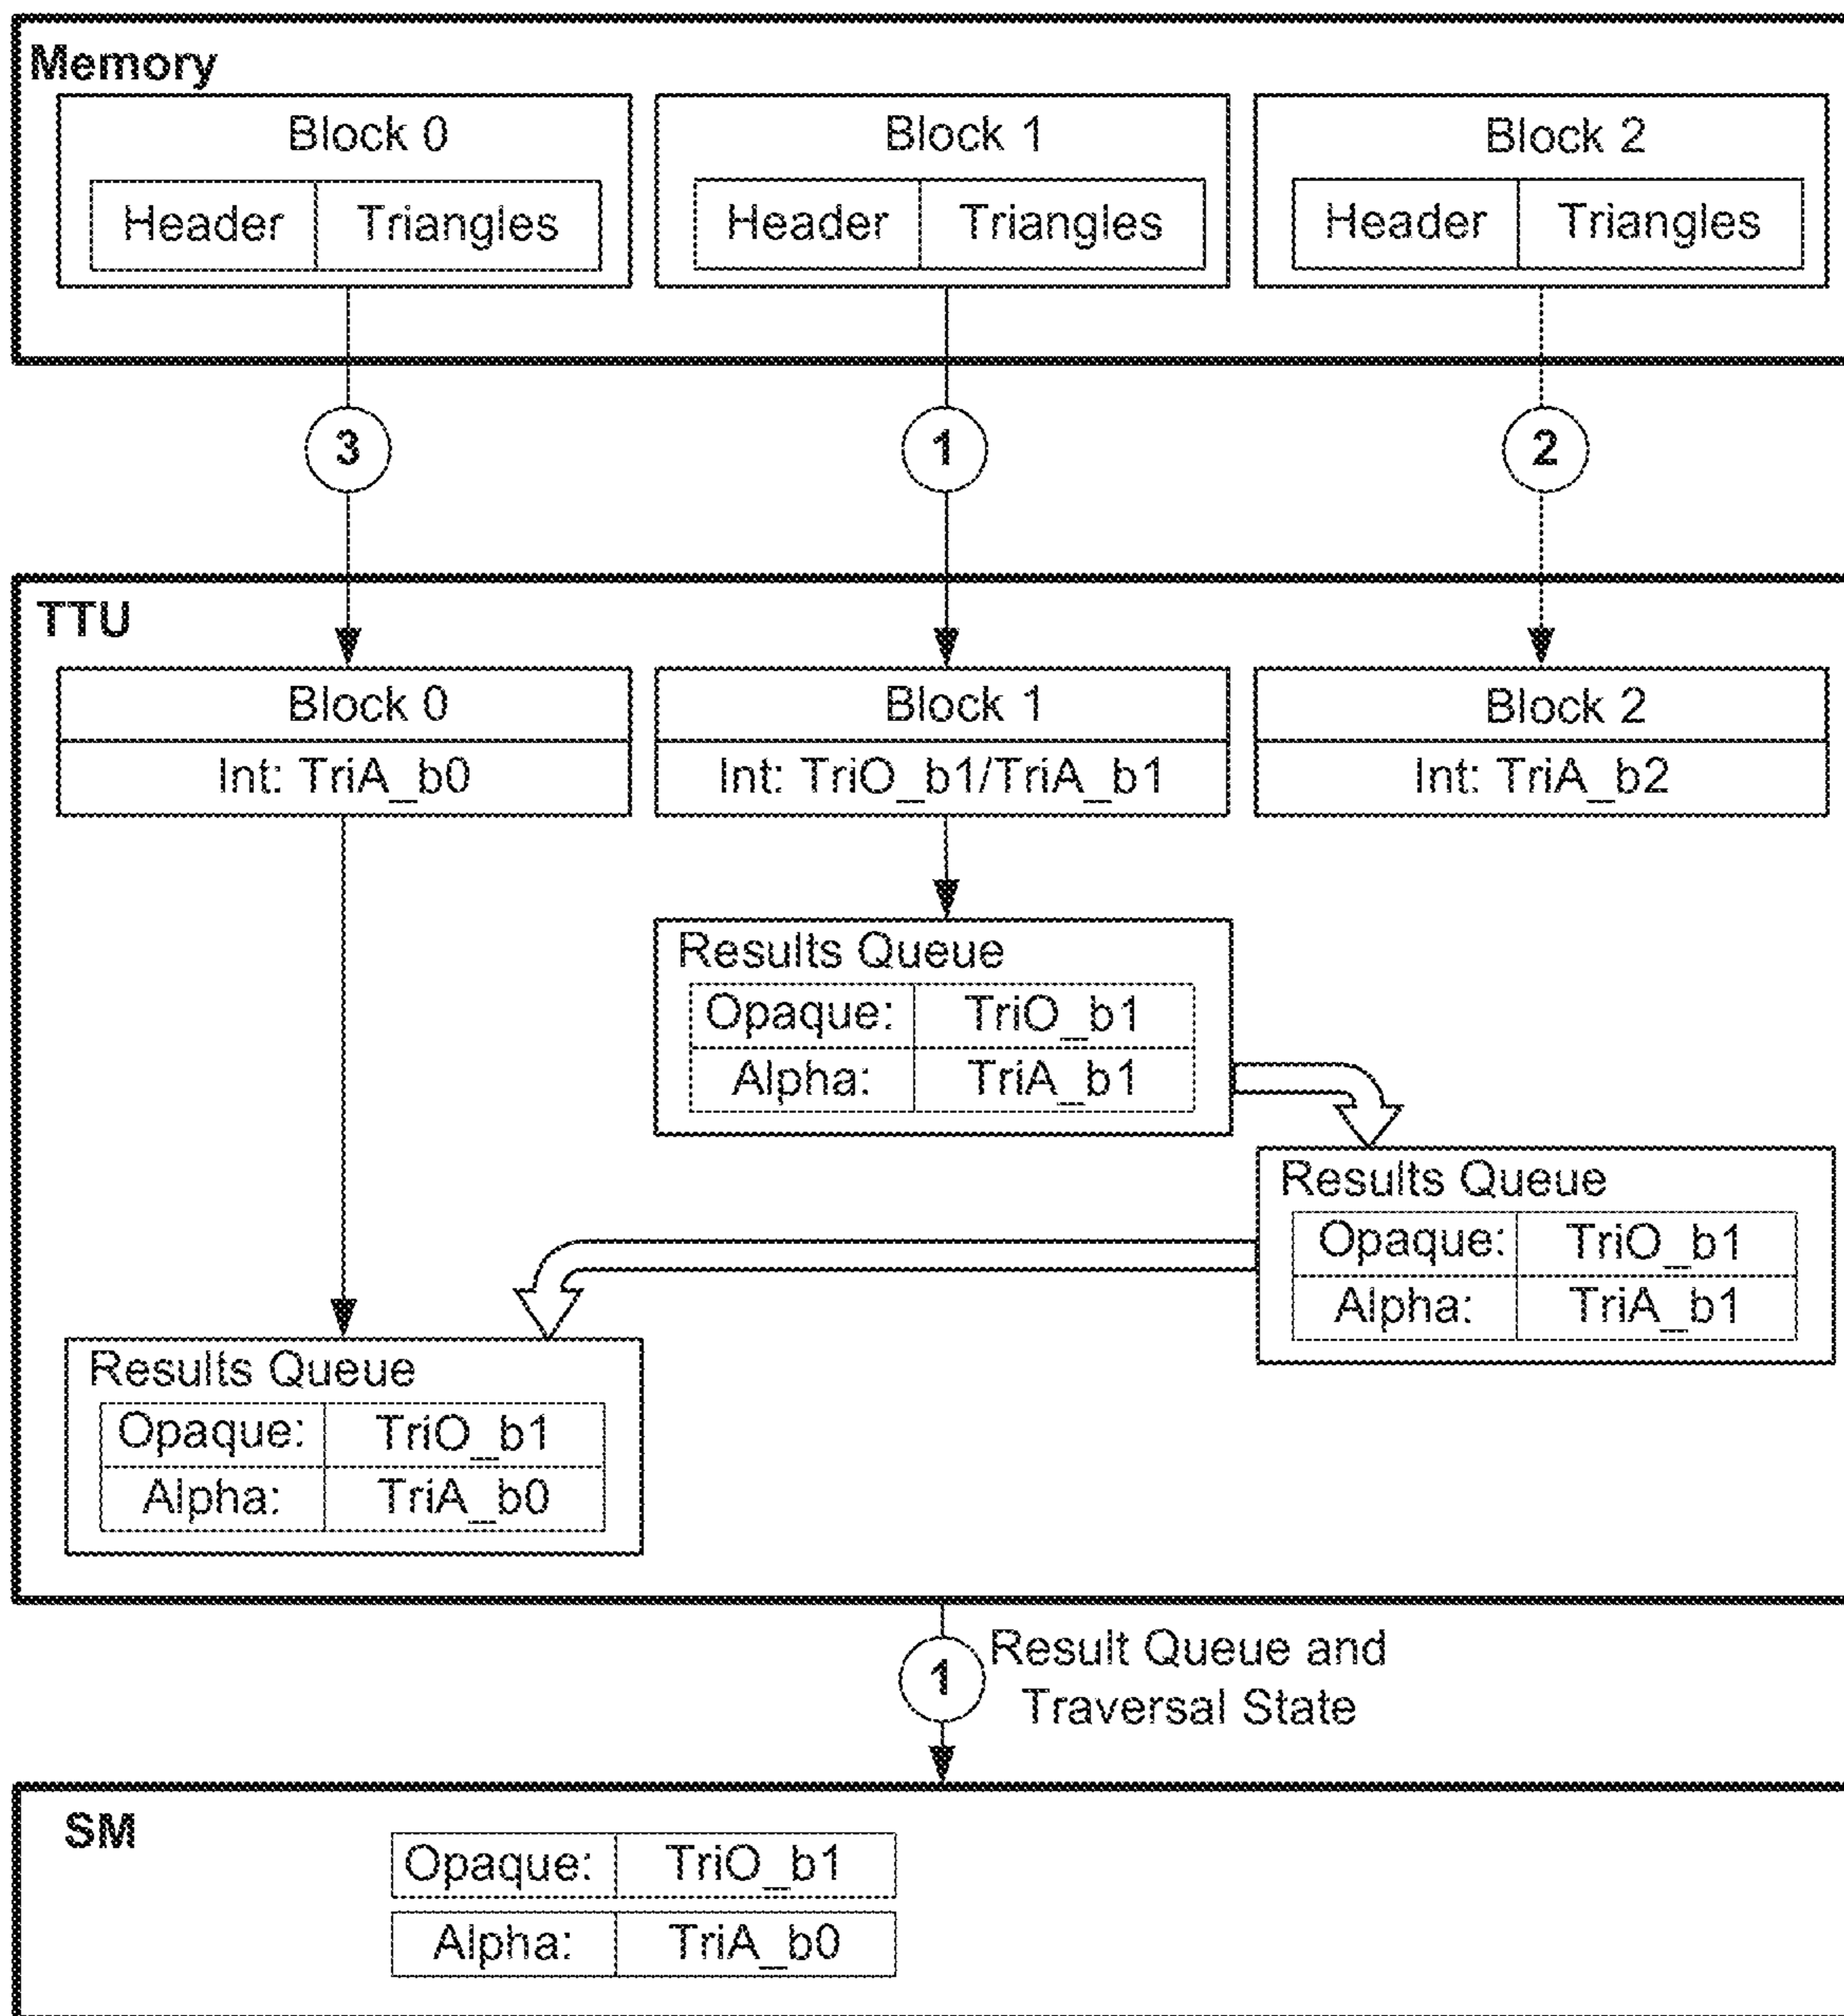 Memory
Block 0
Block 1
Block 2
Header Triangles
Header Triangles
Header Triangles
3
1
2
TTU
Block 0
Block 1
Block 2
Int: TriA_b0
Int: TriO_b1/TriA_b1
Int: TriA_b2
Results Queue
Opaque: TriO_b1
Alpha: TriA_b1
Results Queue
Opaque: TriO_b1
Alpha: TriA_b1
Results Queue
Opaque: TriO_b1
Alpha: TriA_b0
1
Result Queue and
Traversal State
SM
Opaque: TriO_b1
Alpha: TriA_b0